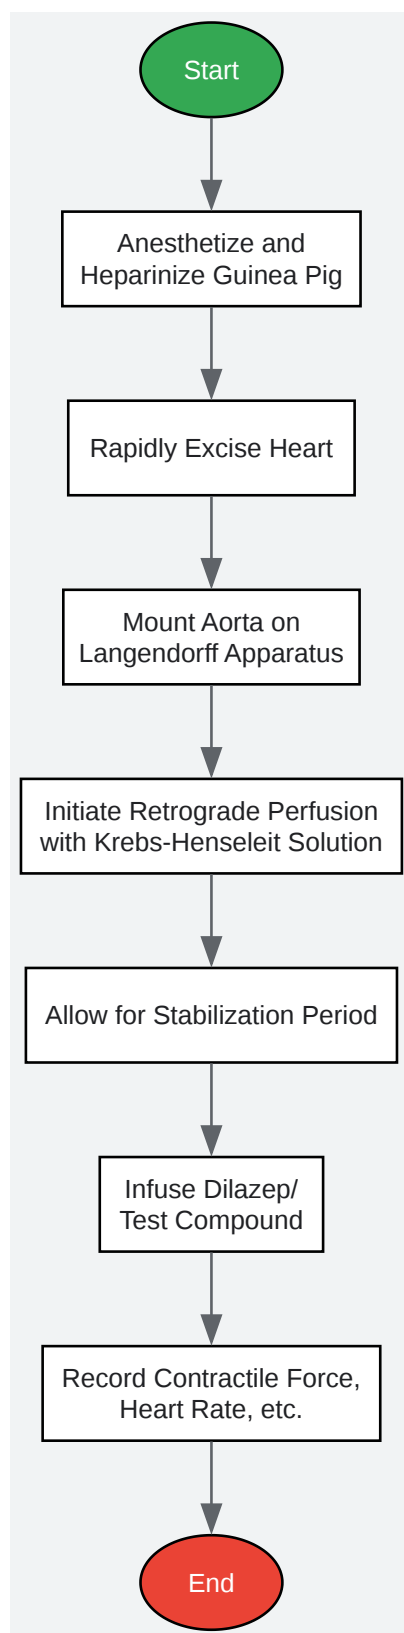 Start
Anesthetize and
Heparinize Guinea Pig
Rapidly Excise Heart
Mount Aorta on
Langendorff Apparatus
Initiate Retrograde Perfusion
with Krebs-Henseleit Solution
Allow for Stabilization Period
Infuse Dilazep/
Test Compound
Record Contractile Force,
Heart Rate, etc.
End